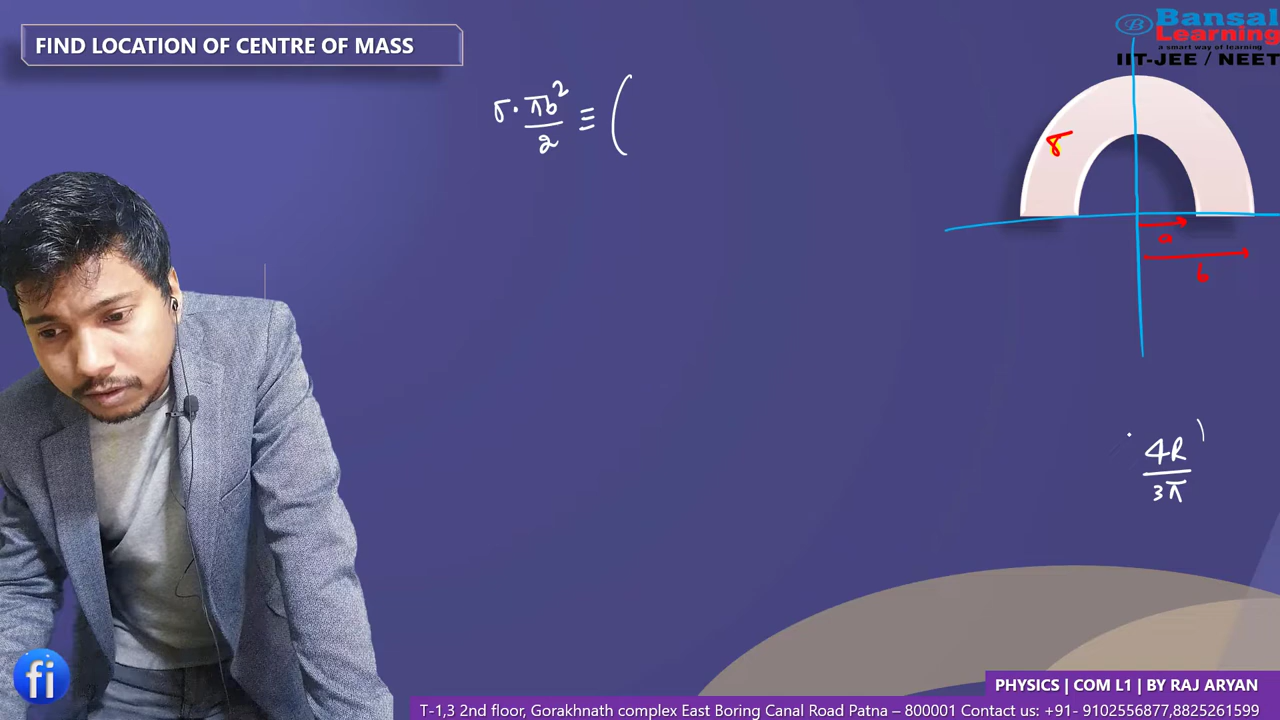 FIND LOCATION OF CENTRE OF MASS
B Bansal
Learning
a smart way of learning
IIT-JEE / NEET
σ · πb²/2 ≡ (
a
b
4R/3π )
fi
PHYSICS | COM L1 | BY RAJ ARYAN
T-1,3 2nd floor, Gorakhnath complex East Boring Canal Road Patna – 800001 Contact us: +91- 9102556877,8825261599